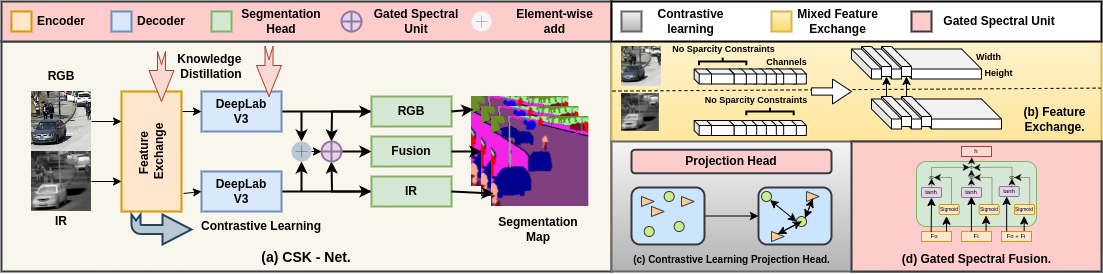 Encoder
Decoder
Segmentation
Head
Gated Spectral
Unit
Element-wise
add
Contrastive
learning
Mixed Feature
Exchange
Gated Spectral Unit
RGB
IR
Feature
Exchange
Knowledge
Distillation
DeepLab
V3
DeepLab
V3
Contrastive Learning
RGB
Fusion
IR
Segmentation
Map
(a) CSK - Net.
No Sparcity Constraints
Channels
No Sparcity Constraints
Width
Height
(b) Feature
Exchange.
Projection Head
(c) Contrastive Learning Projection Head.
h
tanh
tanh
tanh
Sigmoid
Sigmoid
Sigmoid
Fo
Fi
Fo + Fi
(d) Gated Spectral Fusion.